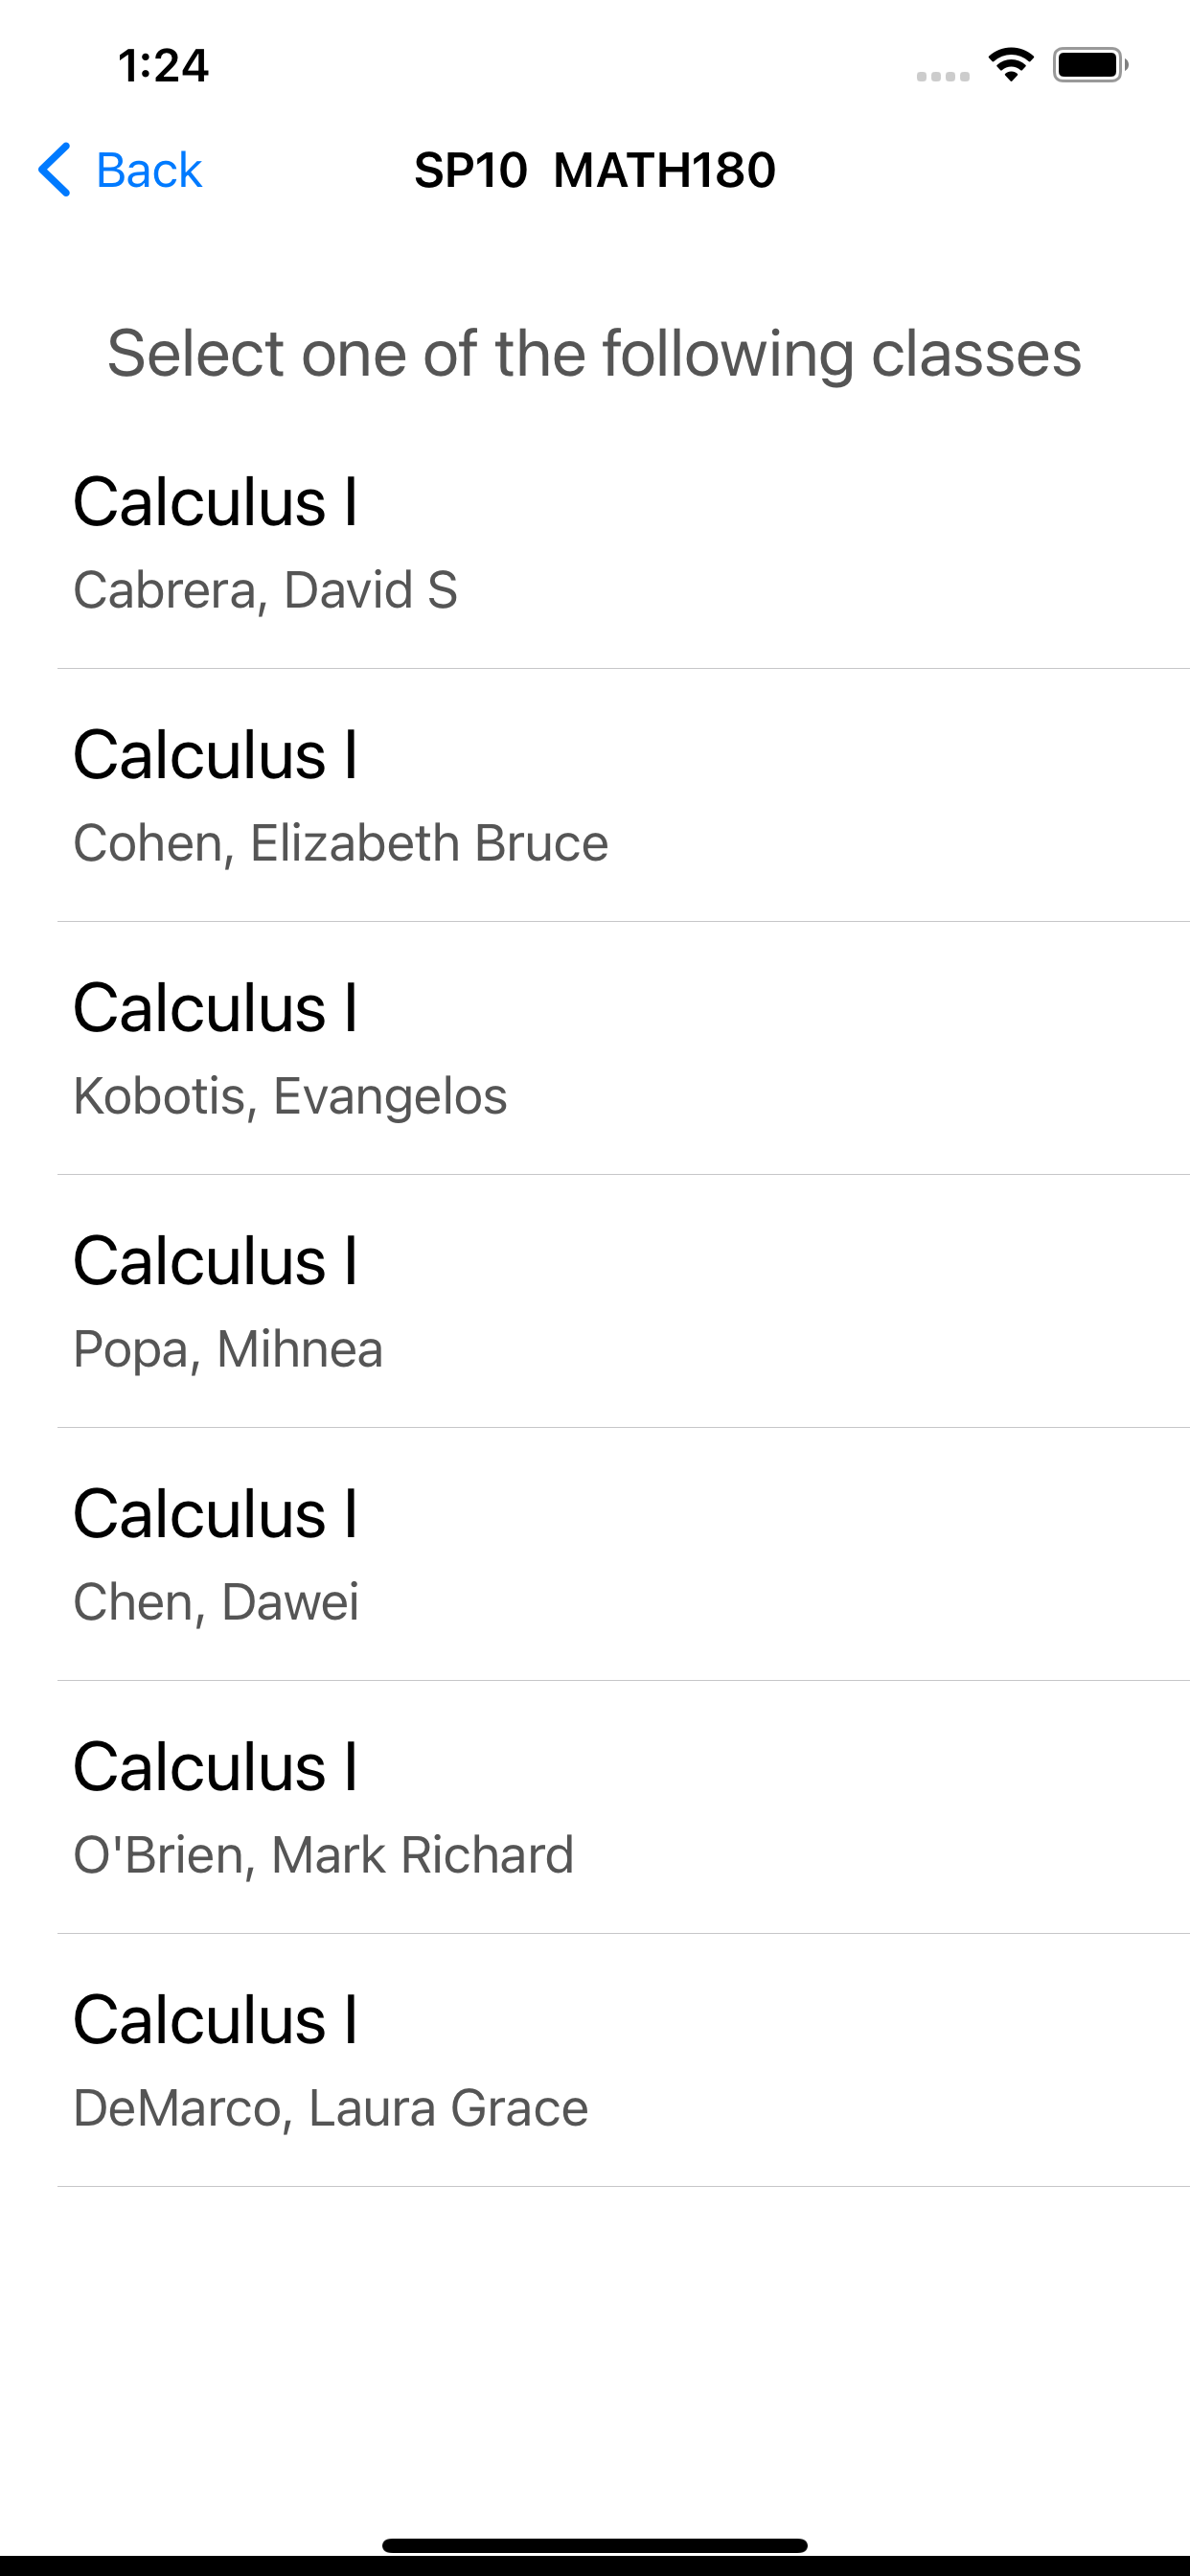 1:24
Back
SP10 MATH180
Select one of the following classes
Calculus I
Cabrera, David S
Calculus I
Cohen, Elizabeth Bruce
Calculus I
Kobotis, Evangelos
Calculus I
Popa, Mihnea
Calculus I
Chen, Dawei
Calculus I
O'Brien, Mark Richard
Calculus I
DeMarco, Laura Grace